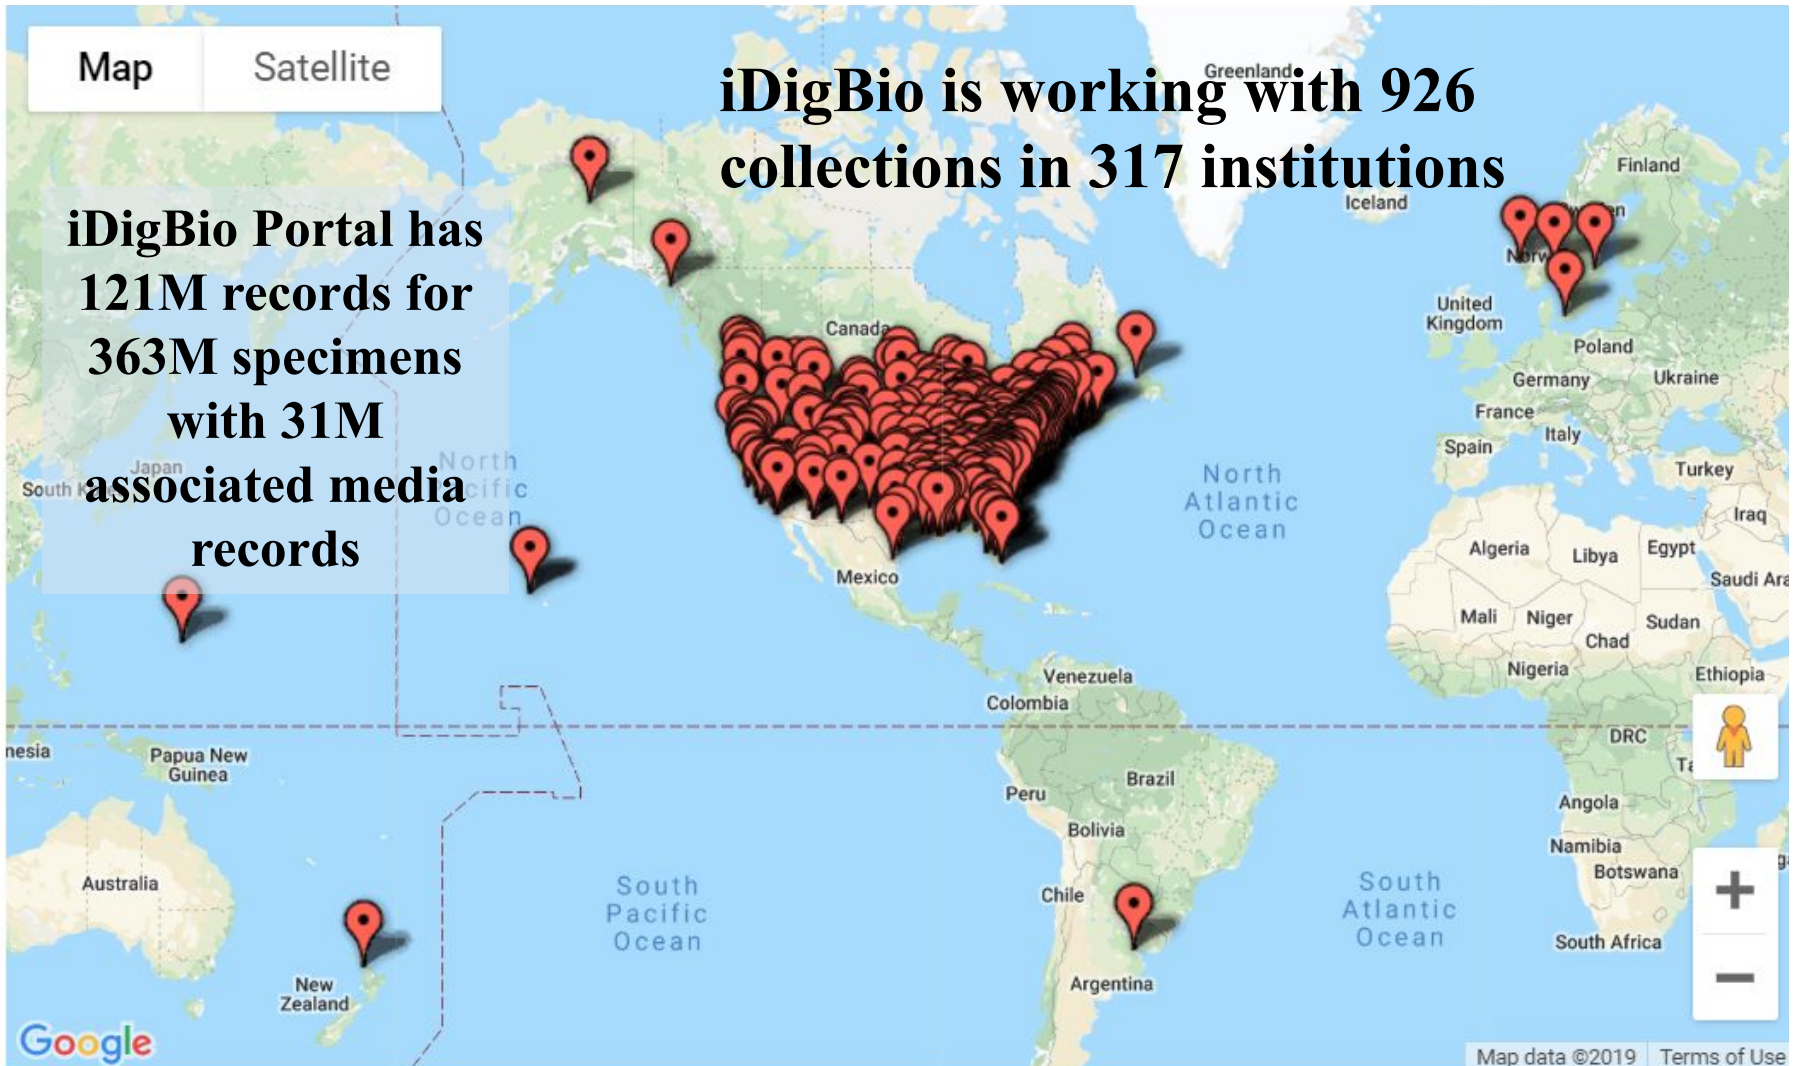 Map
Satellite
iDigBio is working with 926
collections in 317 institutions
iDigBio Portal has
121M records for
363M specimens
with 31M
associated media
records
Greenland
Iceland
Finland
United
Kingdom
Poland
Germany
Ukraine
France
Italy
Spain
Turkey
Canada
Japan
North
Ocean
North
Atlantic
Ocean
Iraq
Algeria
Libya
Egypt
Mexico
Mali
Niger
Chad
Sudan
Nigeria
Ethiopia
Venezuela
Colombia
DRC
Papua New
Guinea
Brazil
Peru
Angola
Bolivia
Namibia
Botswana
Australia
Chile
South
Pacific
Ocean
South
Atlantic
Ocean
South Africa
New
Zealand
Argentina
Google
Map data ©2019
Terms of Use